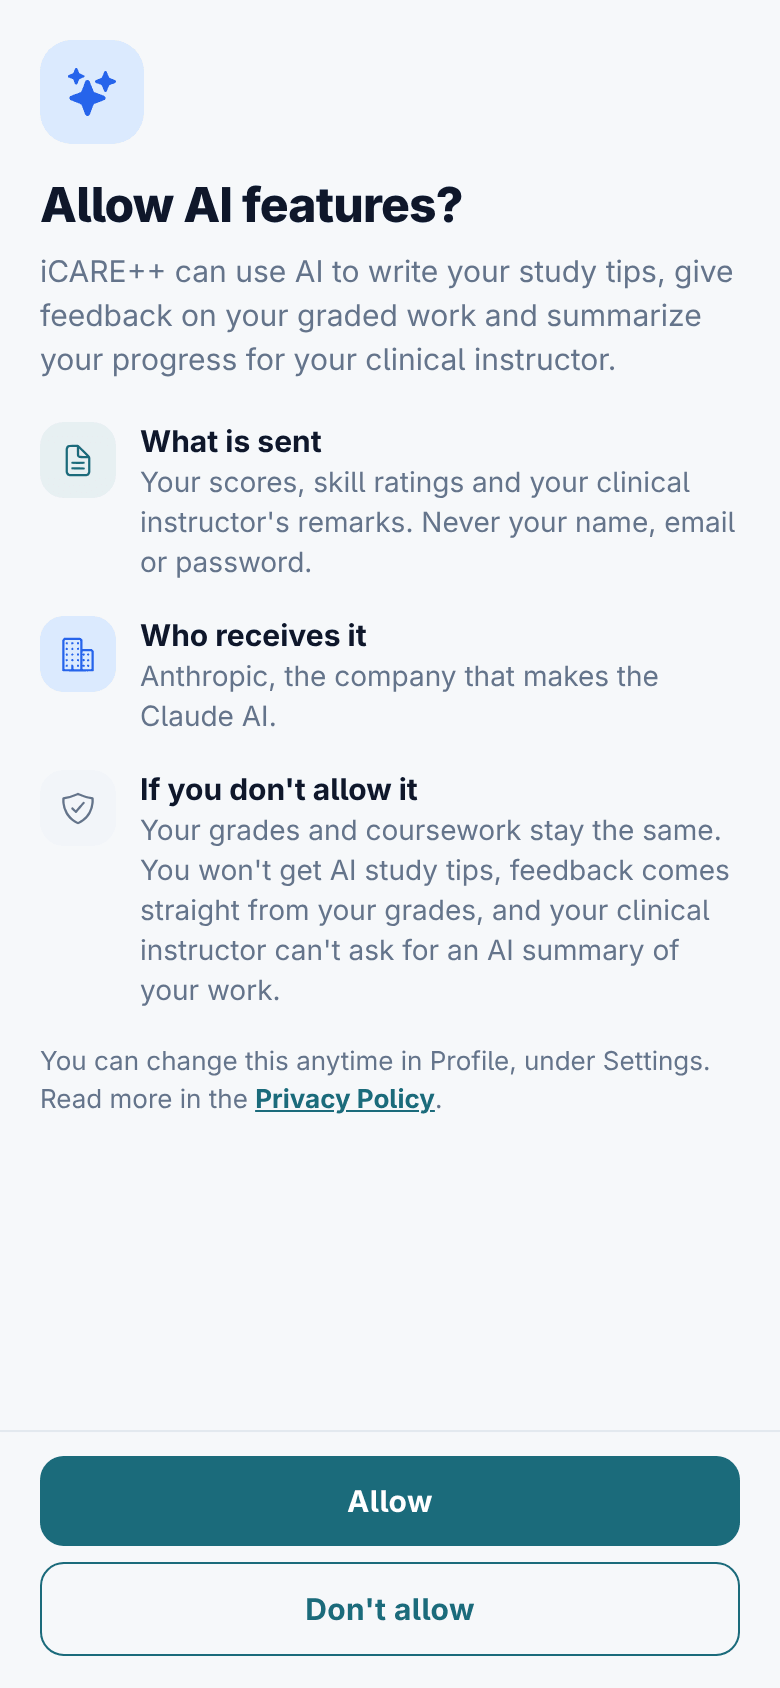 Allow AI features?
iCARE++ can use AI to write your study tips, give
feedback on your graded work and summarize
your progress for your clinical instructor.
What is sent
Your scores, skill ratings and your clinical
instructor's remarks. Never your name, email
or password.
Who receives it
Anthropic, the company that makes the
Claude AI.
If you don't allow it
Your grades and coursework stay the same.
You won't get AI study tips, feedback comes
straight from your grades, and your clinical
instructor can't ask for an AI summary of
your work.
You can change this anytime in Profile, under Settings.
Read more in the Privacy Policy.
Allow
Don't allow